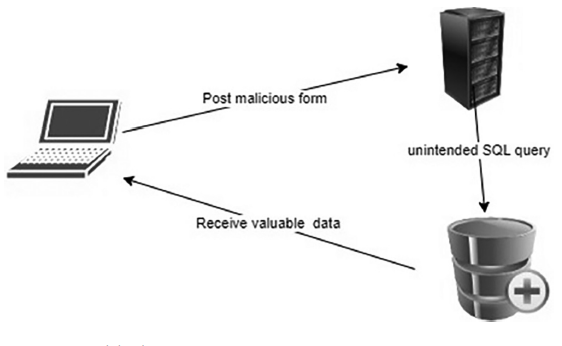 Post malicious form
unintended SQL query
Receive valuable data